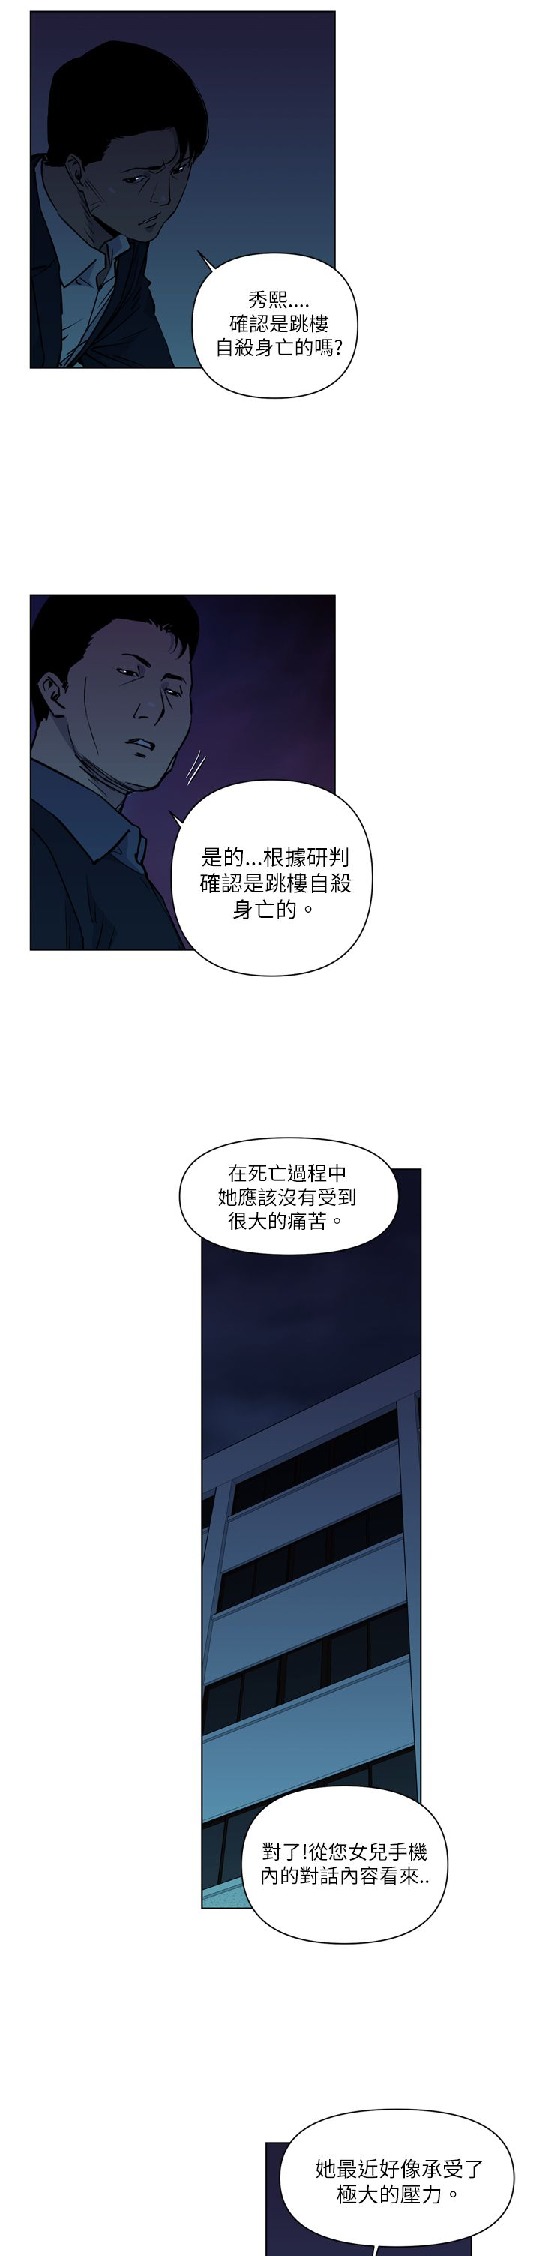 秀熙....
確認是跳樓
自殺身亡的嗎?
是的...根據研判
確認是跳樓自殺
身亡的。
在死亡過程中
她應該沒有受到
很大的痛苦。
對了!從您女兒手機
內的對話內容看來..
她最近好像承受了
極大的壓力。